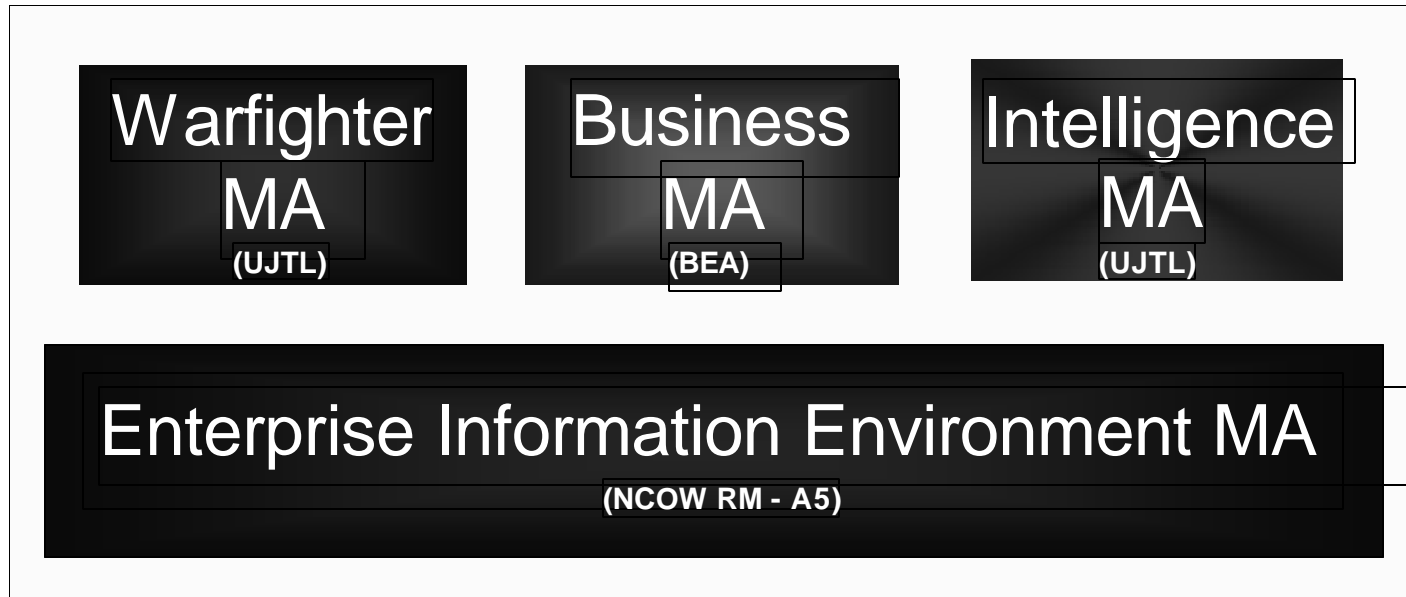 Warfighter
MA
(UJTL)
Business
MA
(BEA)
Intelligence
MA
(UJTL)
Enterprise Information Environment MA
(NCOW RM - A5)